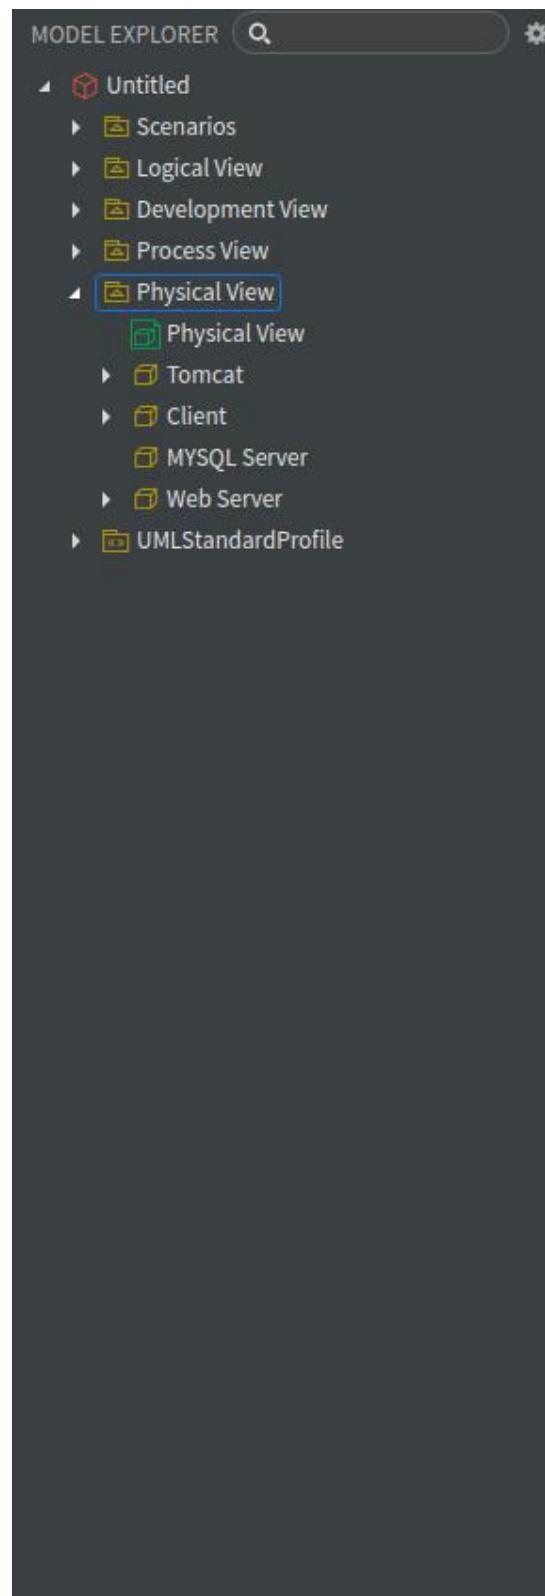 MODEL EXPLORER
Untitled
Scenarios
Logical View
Development View
Process View
Physical View
Physical View
Tomcat
Client
MYSQL Server
Web Server
UMLStandardProfile